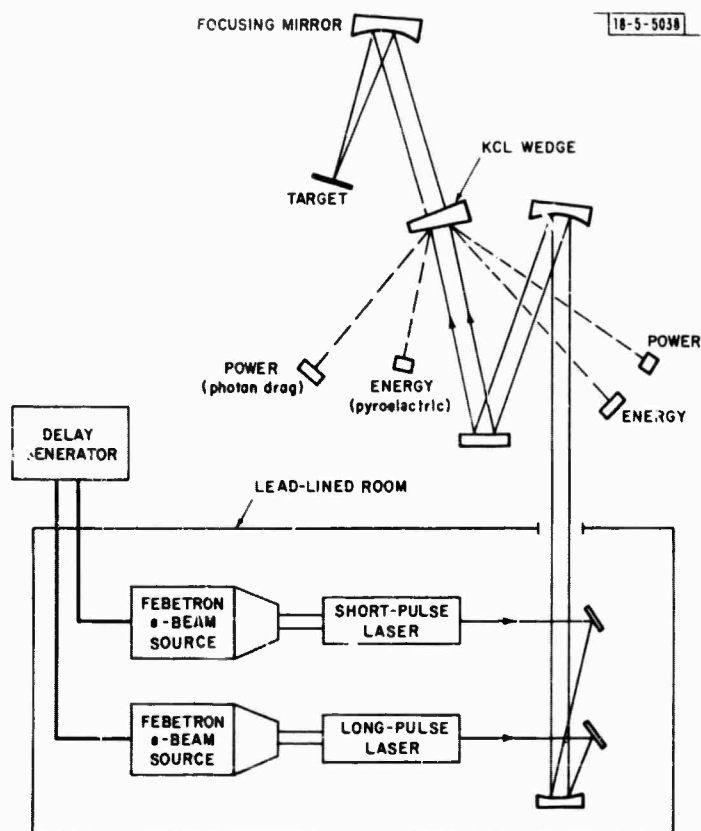 FOCUSING MIRROR
18-5-5038
KCL WEDGE
TARGET
POWER
(photon drag)
ENERGY
(pyroelectric)
POWER
ENERGY
DELAY
GENERATOR
LEAD-LINED ROOM
FEBETRON
e-BEAM
SOURCE
SHORT-PULSE
LASER
FEBETRON
e-BEAM
SOURCE
LONG-PULSE
LASER